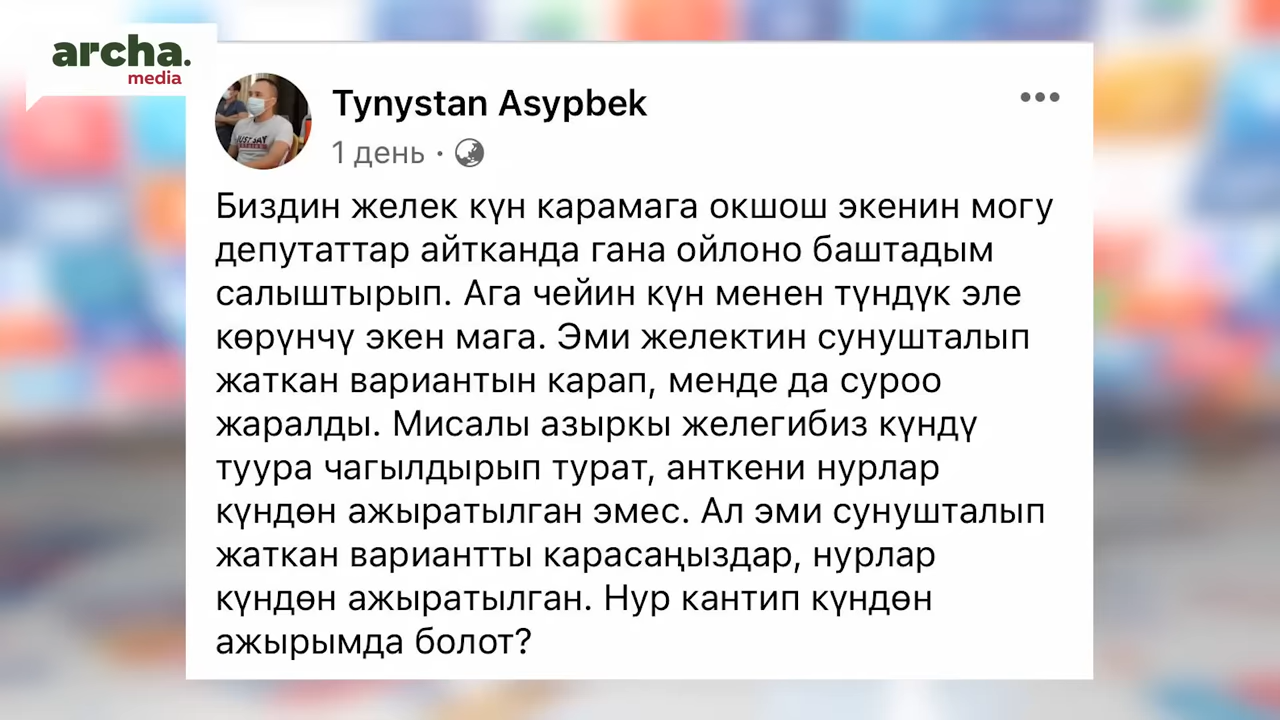 archa.
media
Tynystan Asypbek
1 день ·
Биздин желек күн карамага окшош экенин могу
депутаттар айтканда гана ойлоно баштадым
салыштырып. Ага чейин күн менен түндүк эле
көрүнчү экен мага. Эми желектин сунушталып
жаткан вариантын карап, менде да суроо
жаралды. Мисалы азыркы желегибиз күндү
туура чагылдырып турат, анткени нурлар
күндөн ажыратылган эмес. Ал эми сунушталып
жаткан вариантты карасаңыздар, нурлар
күндөн ажыратылган. Нур кантип күндөн
ажырымда болот?